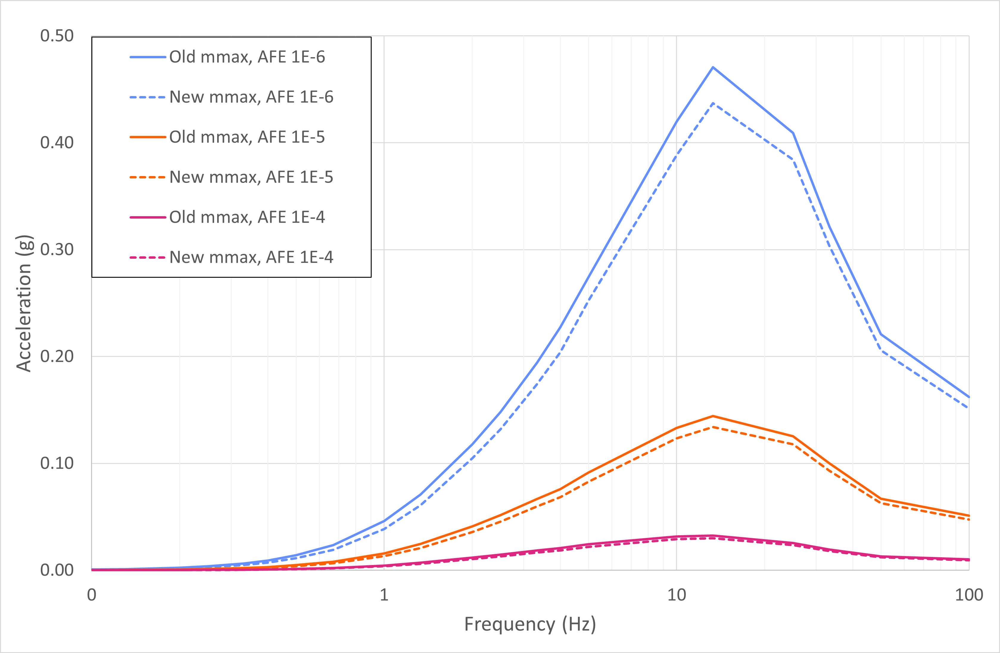 0.50
0.40
0.30
0.20
0.10
0.00
Acceleration (g)
Old mmax, AFE 1E-6
New mmax, AFE 1E-6
Old mmax, AFE 1E-5
New mmax, AFE 1E-5
Old mmax, AFE 1E-4
New mmax, AFE 1E-4
0 1 10 100
Frequency (Hz)